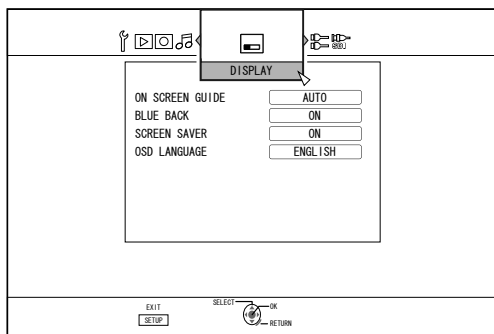 DISPLAY
ON SCREEN GUIDE AUTO
BLUE BACK ON
SCREEN SAVER ON
OSD LANGUAGE ENGLISH
EXIT
SETUP
SELECT
OK
RETURN